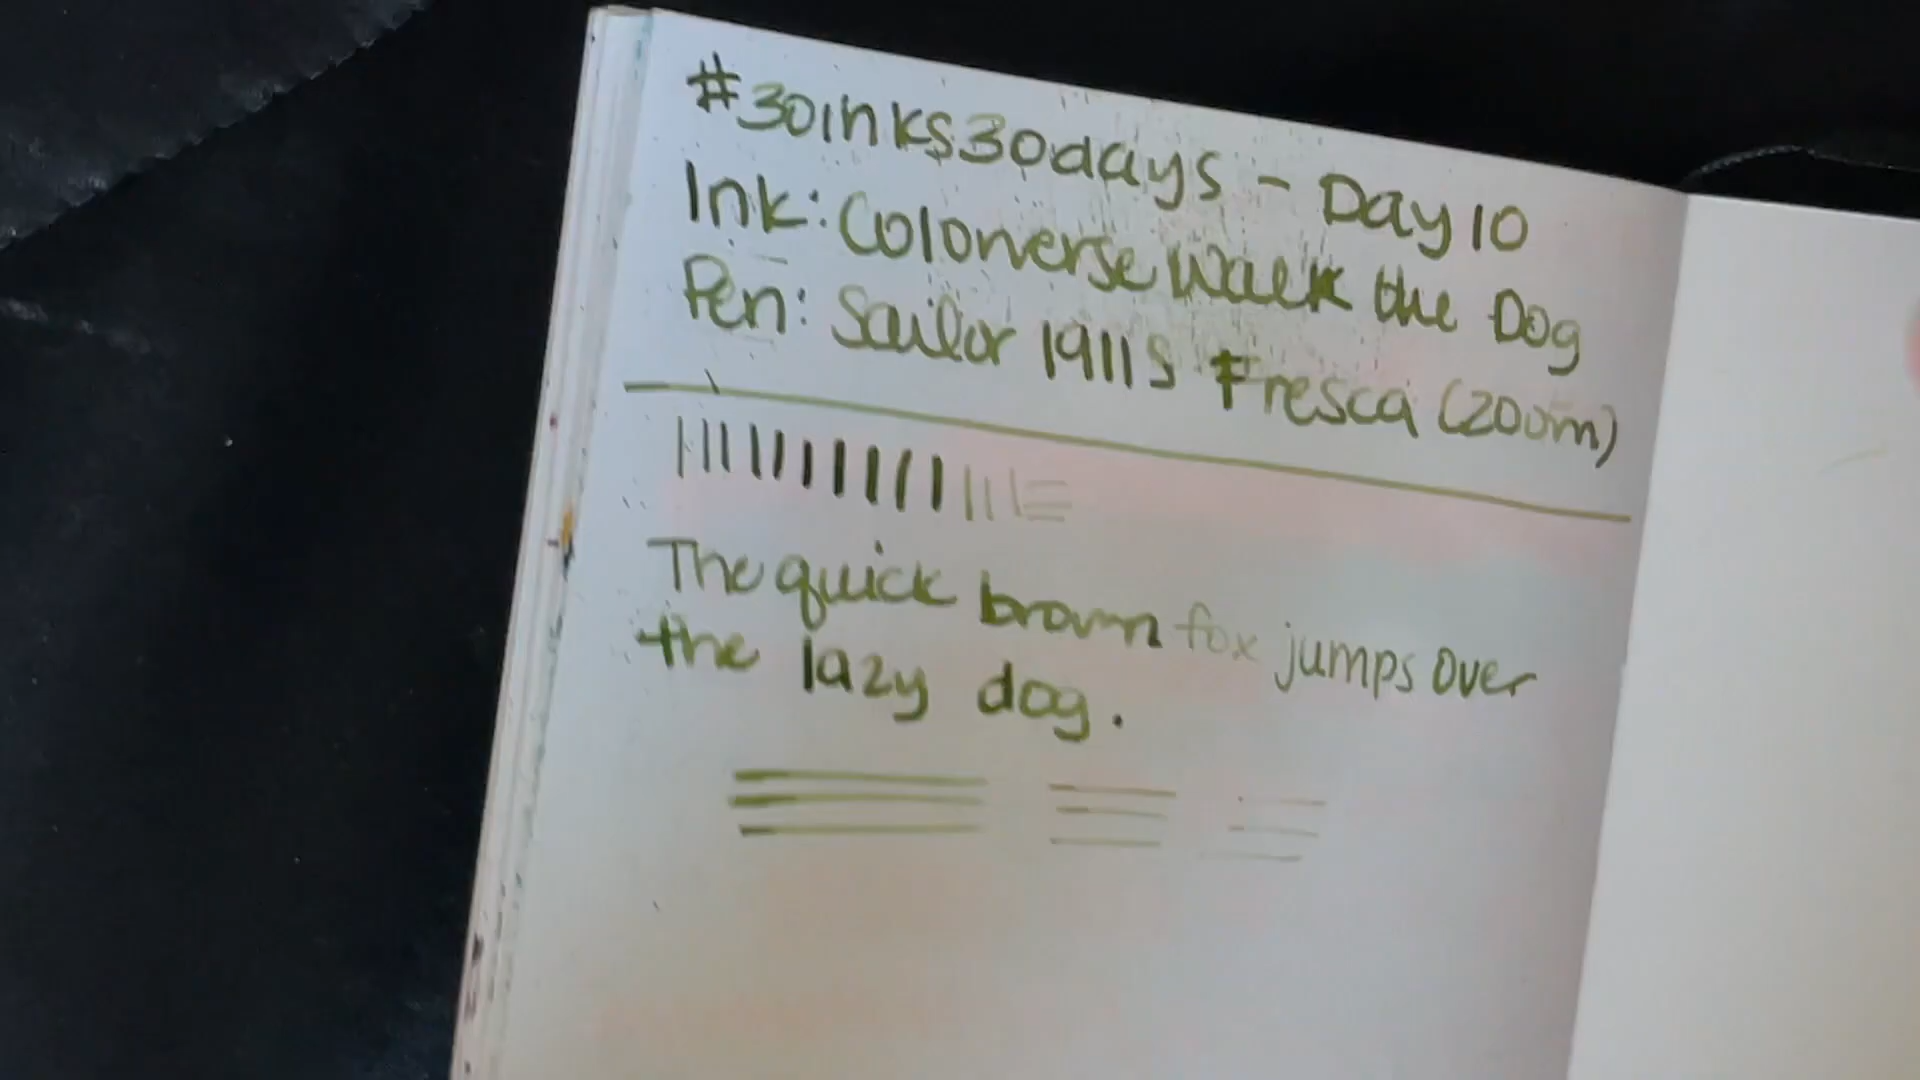 #30inks30days - Day 10
Ink: Colorverse Walk the Dog
Pen: Sailor 1911S Fresca (zoom)
The quick brown fox jumps over
the lazy dog.